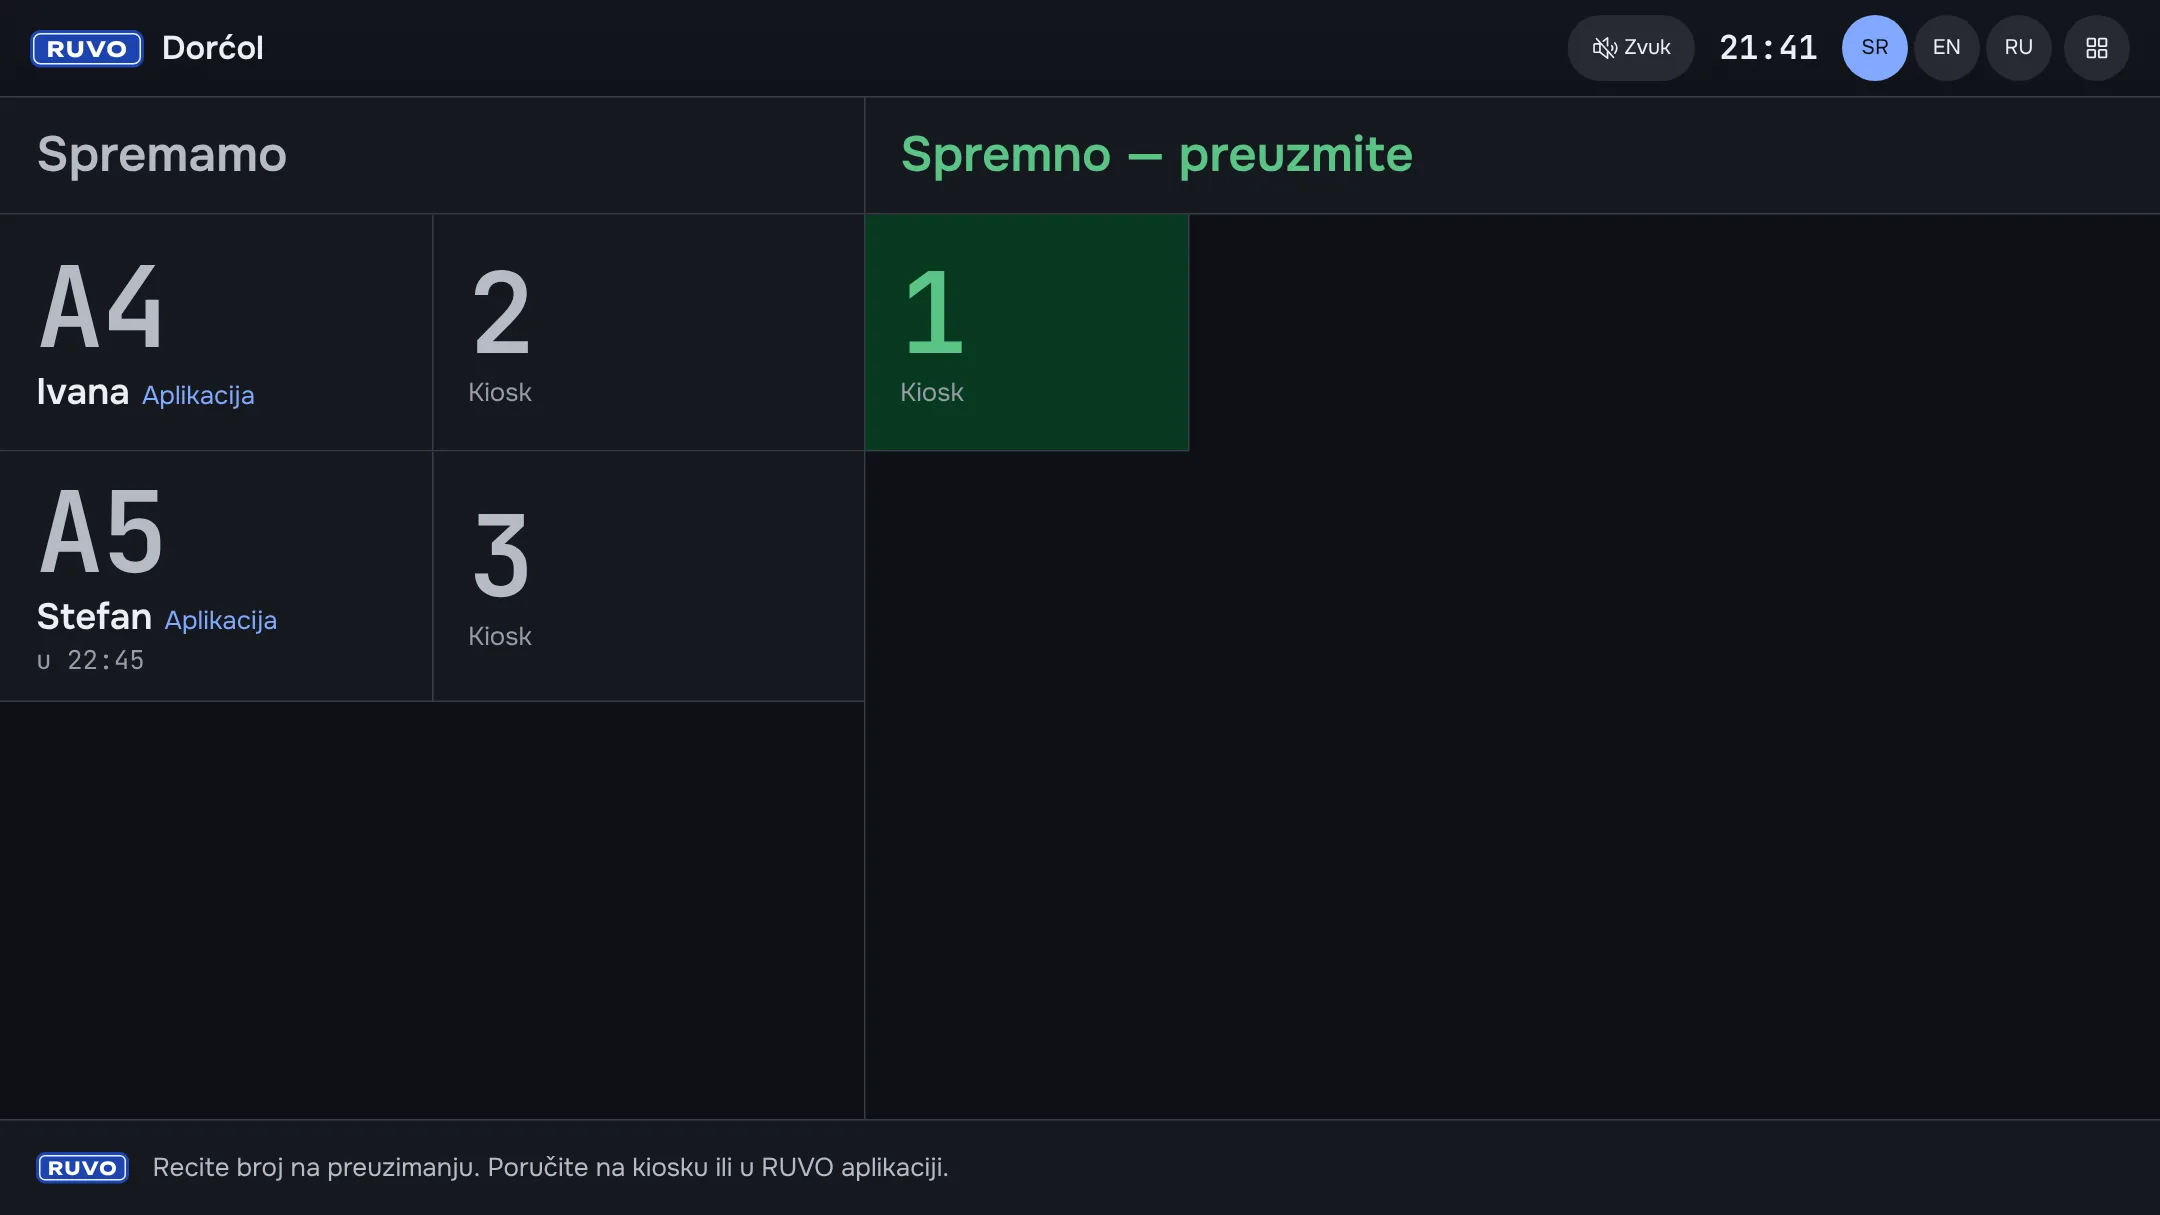 RUVO Dorćol
Zvuk 21:41 SR EN RU
Spremamo
Spremno — preuzmite
A4
Ivana Aplikacija
2
Kiosk
1
Kiosk
A5
Stefan Aplikacija
u 22:45
3
Kiosk
RUVO Recite broj na preuzimanju. Poručite na kiosku ili u RUVO aplikaciji.